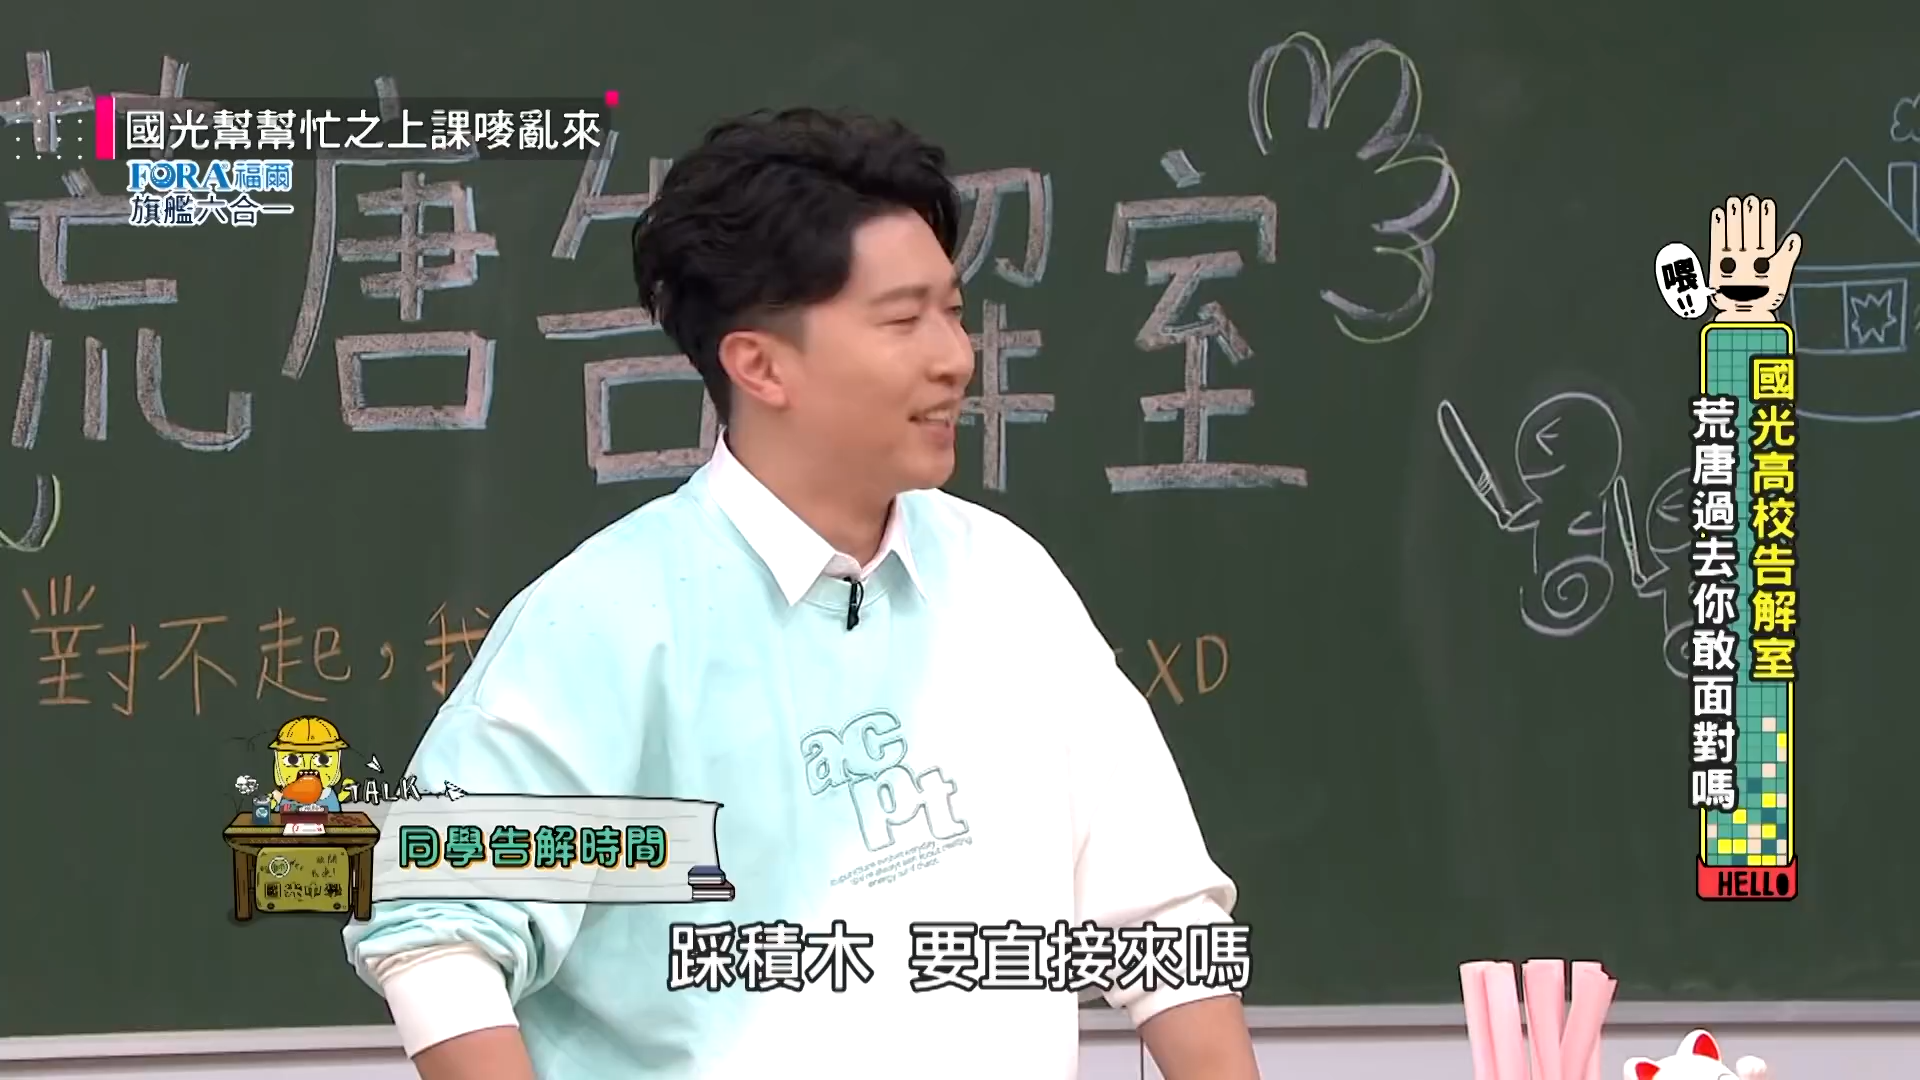 國光幫幫忙之上課嘜亂來
FORA福爾
旗艦六合一
荒唐告解室
喂!!
國光高校告解室
荒唐過去你敢面對嗎
HELLO
對不起,我
XD
acpt
TALK
同學告解時間
踩積木 要直接來嗎